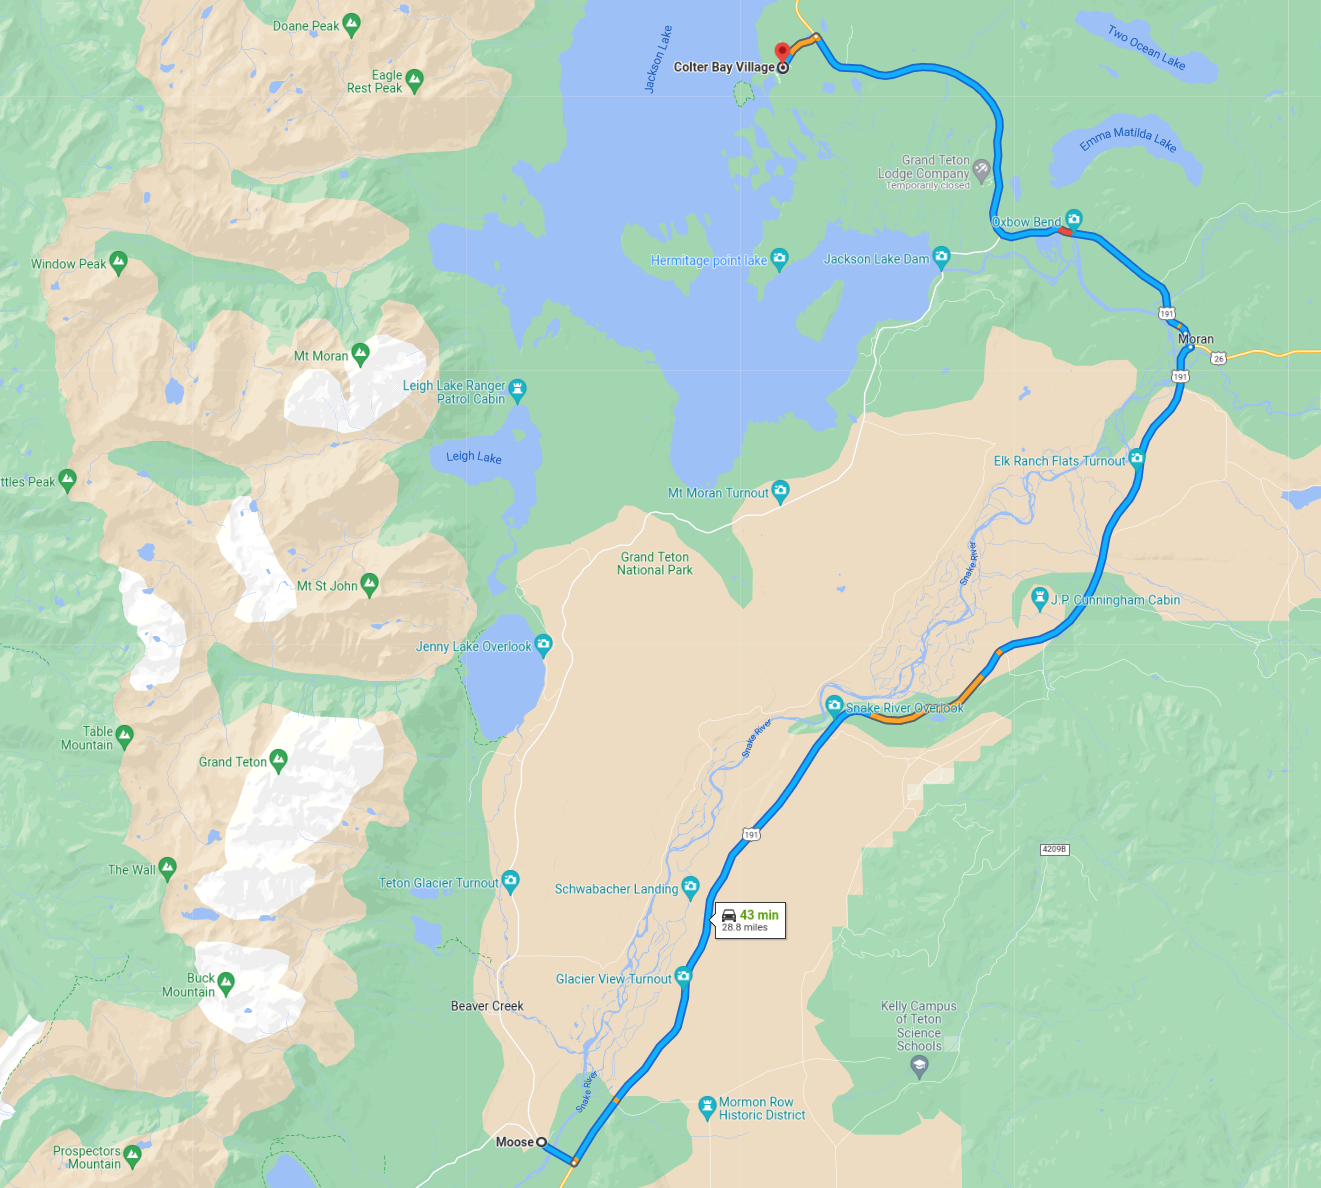 Doane Peak
Eagle
Rest Peak
Jackson Lake
Colter Bay Village
Two Ocean Lake
Emma Matilda Lake
Grand Teton
Lodge Company
Temporarily closed
Oxbow Bend
Window Peak
Hermitage point lake
Jackson Lake Dam
191
Moran
26
191
Mt Moran
Leigh Lake Ranger
Patrol Cabin
Leigh Lake
Elk Ranch Flats Turnout
ttles Peak
Mt Moran Turnout
Grand Teton
National Park
Snake River
Mt St John
J.P. Cunningham Cabin
Jenny Lake Overlook
Snake River Overlook
Snake River
Table
Mountain
Grand Teton
191
4209B
The Wall
Teton Glacier Turnout
Schwabacher Landing
43 min
28.8 miles
Glacier View Turnout
Buck
Mountain
Beaver Creek
Kelly Campus
of Teton
Science
Schools
Snake River
Mormon Row
Historic District
Moose
Prospectors
Mountain